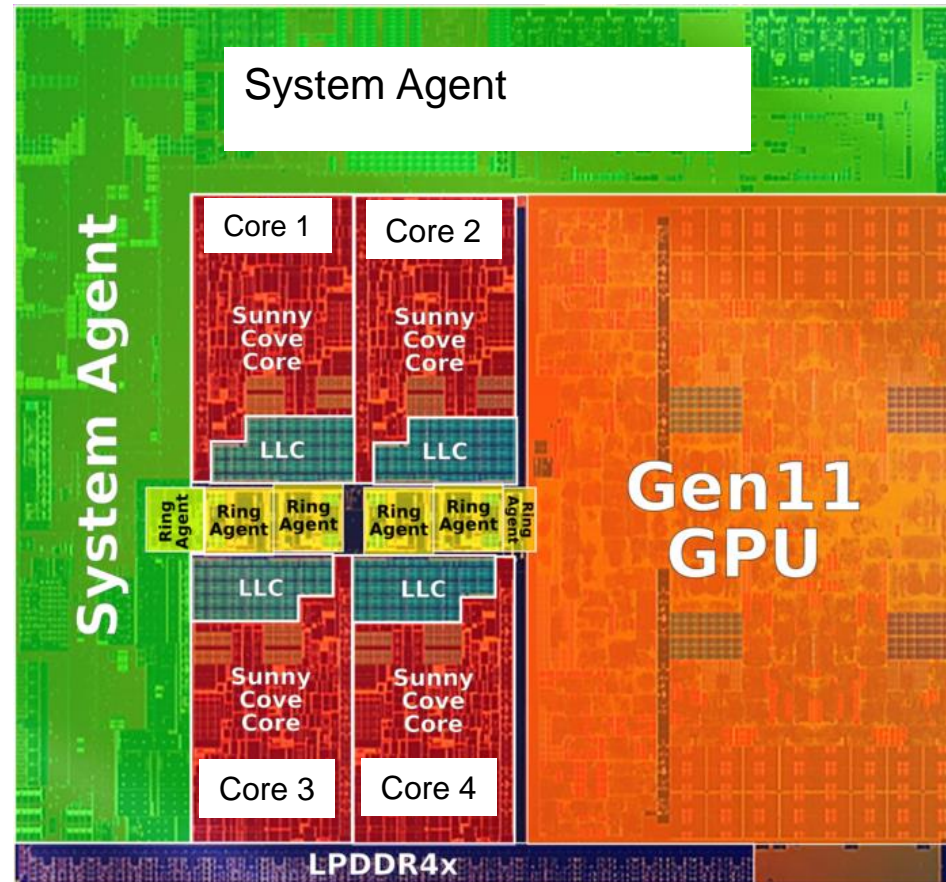 System Agent
System Agent
Core 1
Core 2
Sunny
Cove
Core
Sunny
Cove
Core
LLC
LLC
Ring
Agent
Ring
Agent
Ring
Agent
Ring
Agent
Ring
Agent
Ring
Agent
Ring
LLC
LLC
Sunny
Cove
Core
Sunny
Cove
Core
Core 3
Core 4
Gen11
GPU
LPDDR4x